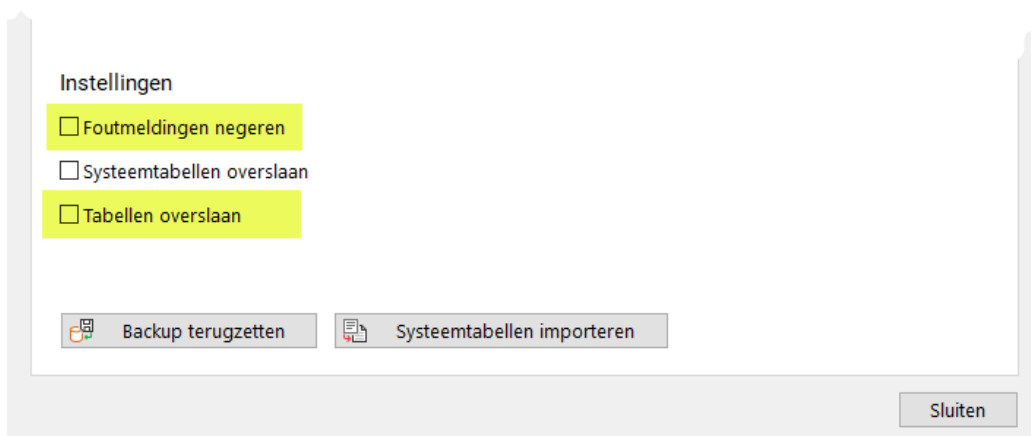 Instellingen
Foutmeldingen negeren
Systeemtabellen overslaan
Tabellen overslaan
Backup terugzetten Systeemtabellen importeren
Sluiten